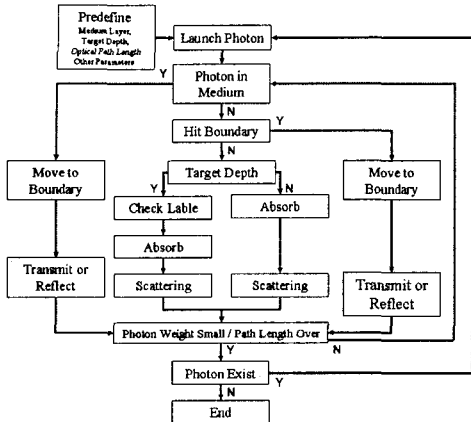 Predefine
Medium Layer,
Target Depth,
Optical Path Length
Other Parameters
Launch Photon
Y
Photon in
Medium
N
Hit Boundary
Y
N
Move to
Boundary
Target Depth
Move to
Boundary
Y
N
Check Lable
Absorb
Absorb
Transmit or
Reflect
Scattering
Scattering
Transmit or
Reflect
Photon Weight Small / Path Length Over
Y
N
Photon Exist
Y
N
End